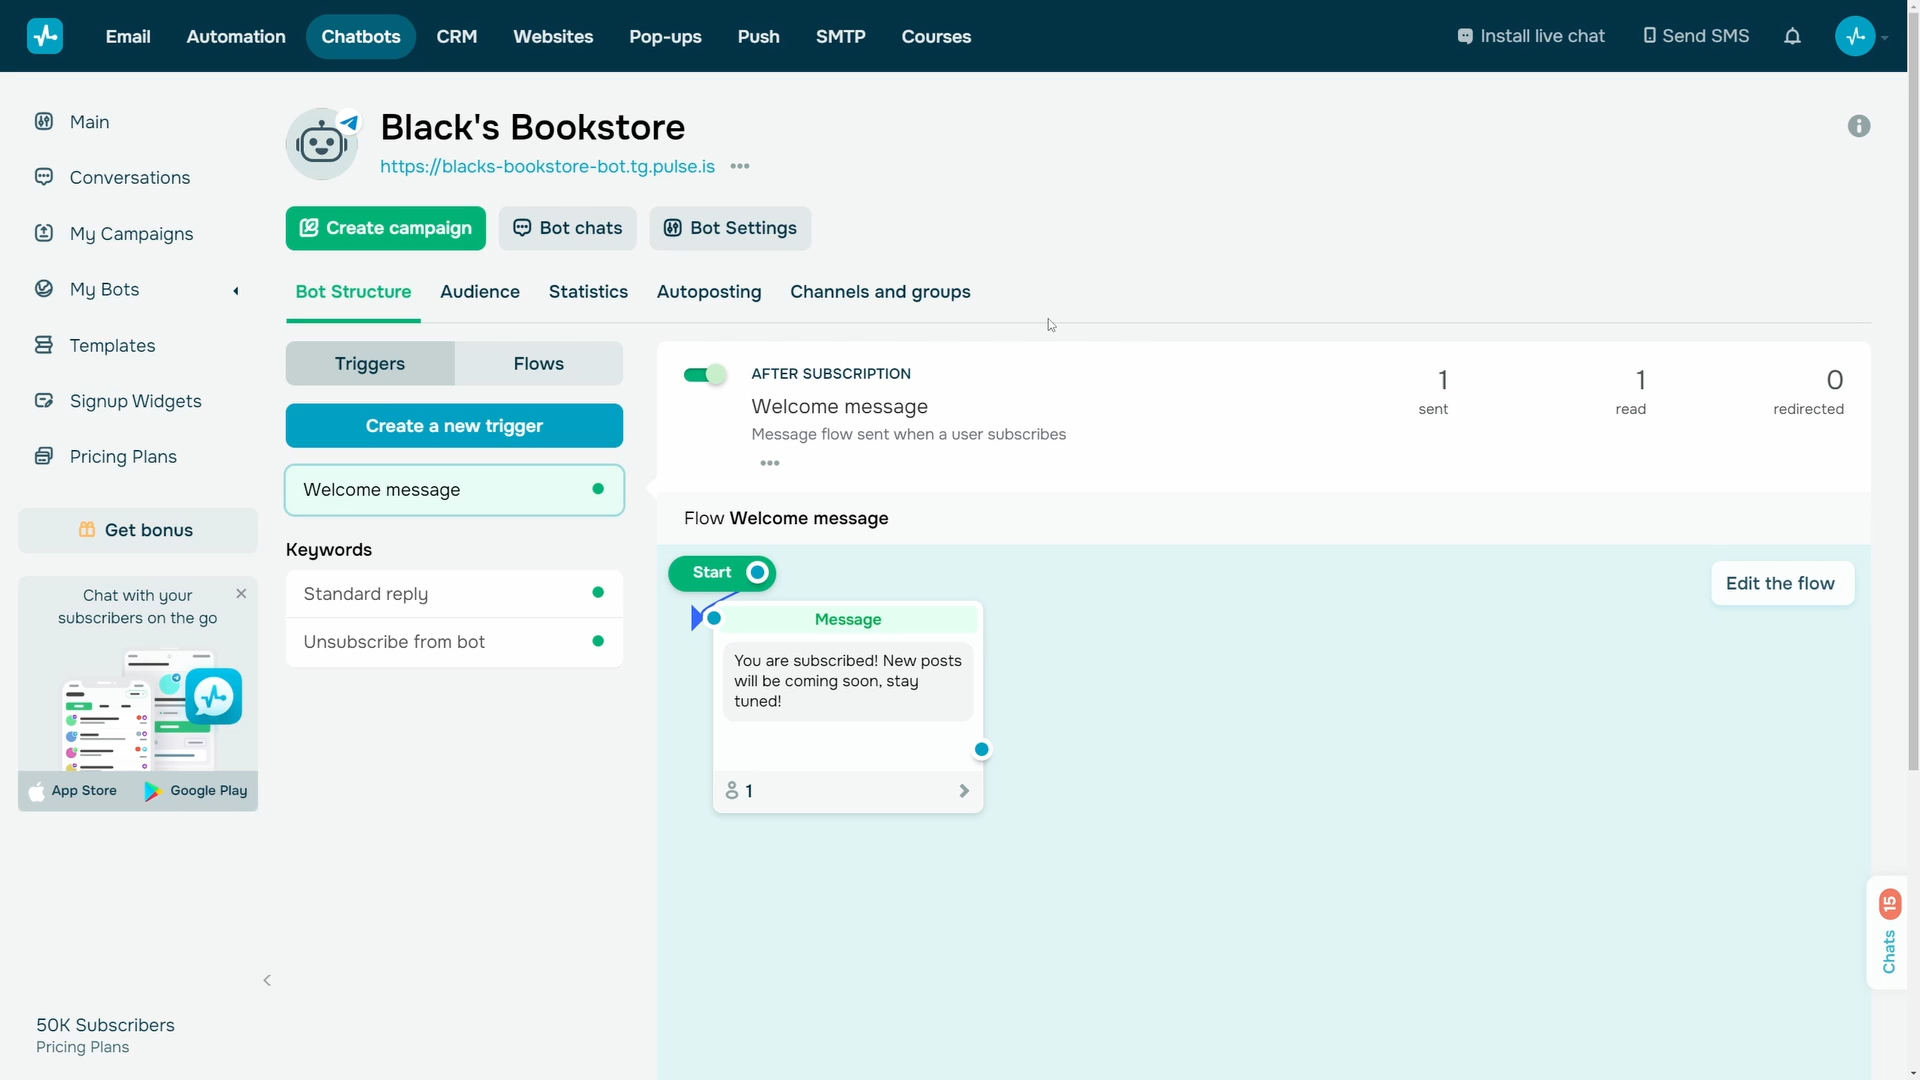 Email
Automation
Chatbots
CRM
Websites
Pop-ups
Push
SMTP
Courses
Install live chat
Send SMS
Main
Conversations
My Campaigns
My Bots
Templates
Signup Widgets
Pricing Plans
Get bonus
Chat with your
subscribers on the go
App Store
Google Play
50K Subscribers
Pricing Plans
Black's Bookstore
https://blacks-bookstore-bot.tg.pulse.is
Create campaign
Bot chats
Bot Settings
Bot Structure
Audience
Statistics
Autoposting
Channels and groups
Triggers
Flows
Create a new trigger
Welcome message
Keywords
Standard reply
Unsubscribe from bot
AFTER SUBSCRIPTION
Welcome message
Message flow sent when a user subscribes
1
sent
1
read
0
redirected
Flow Welcome message
Start
Edit the flow
Message
You are subscribed! New posts
will be coming soon, stay
tuned!
1
Chats 15